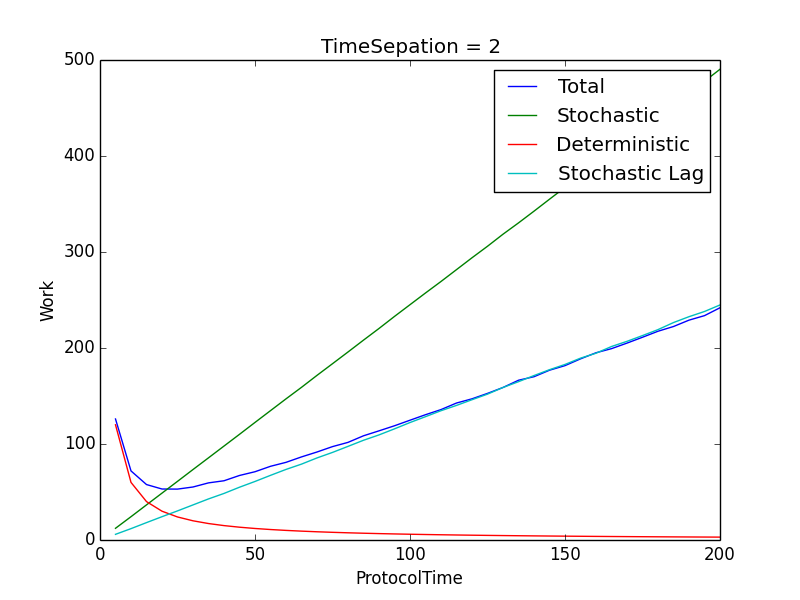 TimeSepation = 2
500
400
300
200
100
0
Work
Total
Stochastic
Deterministic
Stochastic Lag
0
50
100
150
200
ProtocolTime